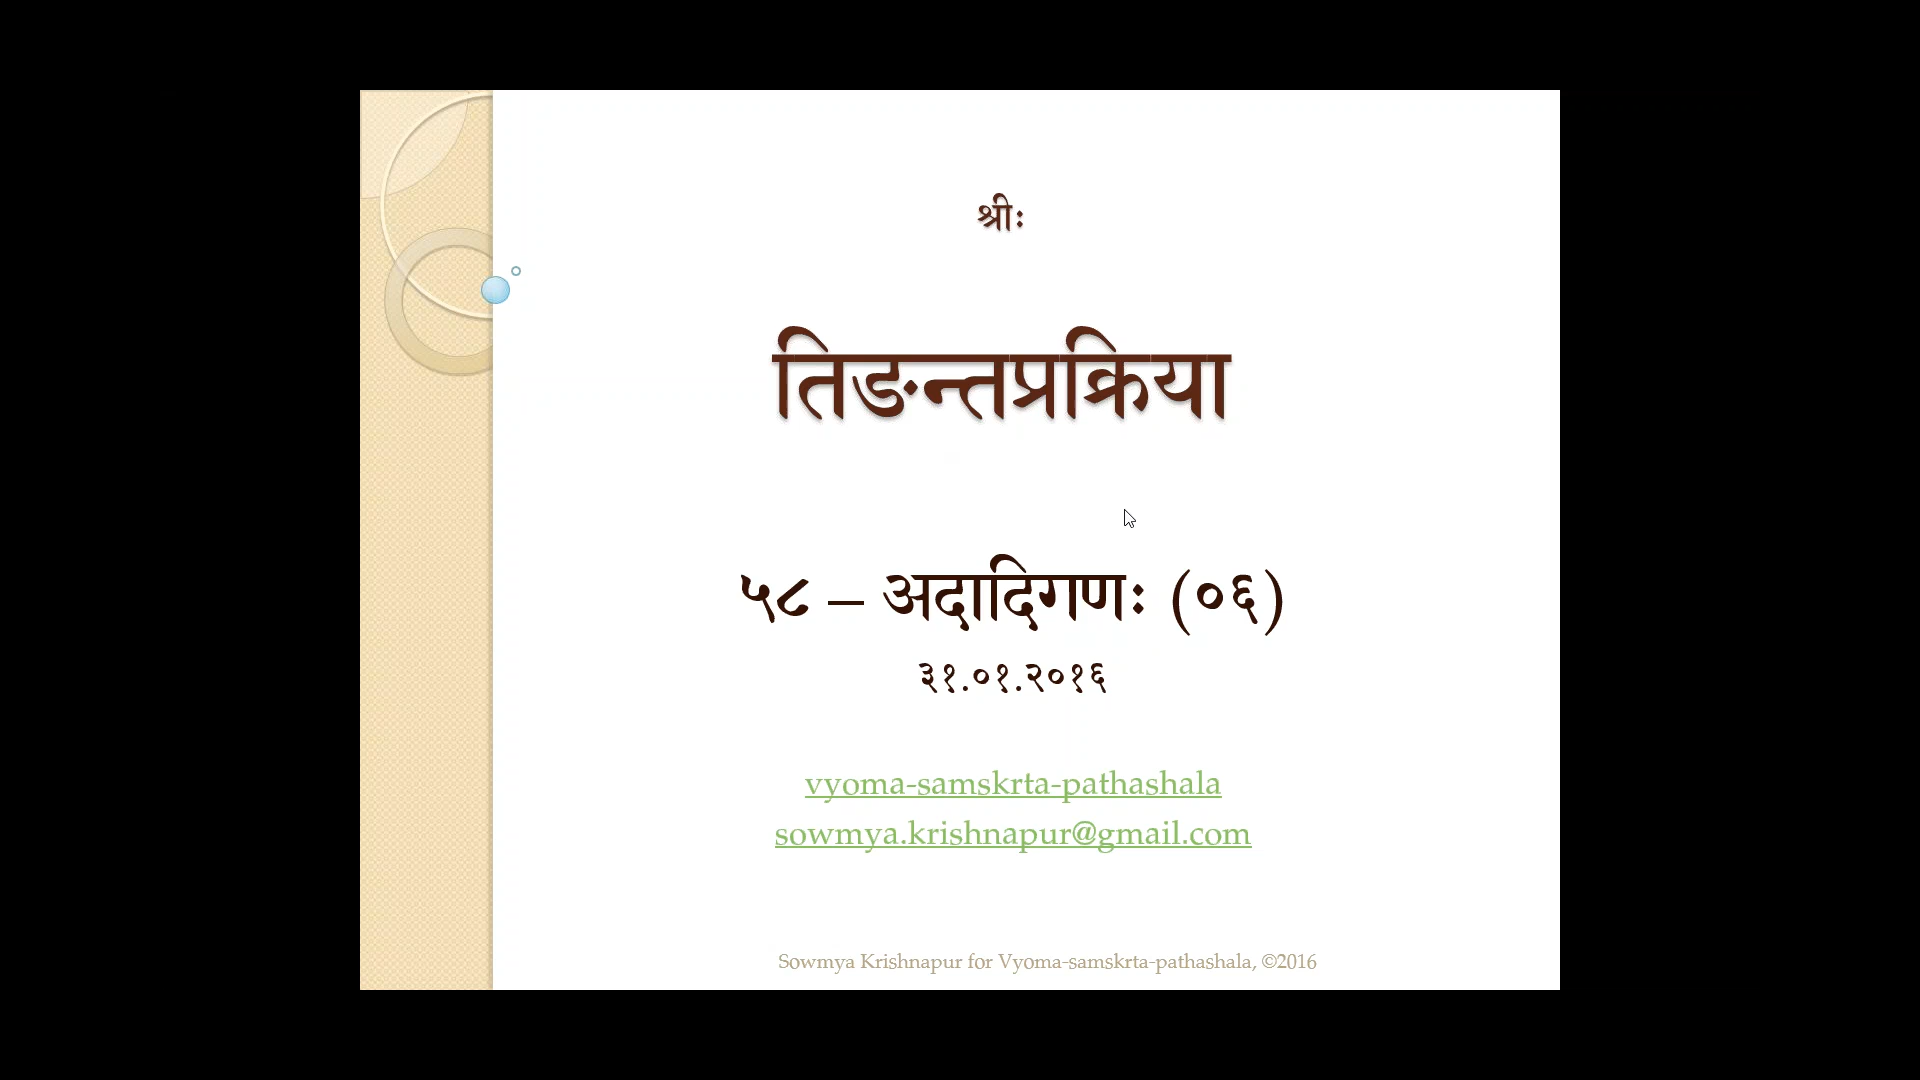 श्रीः
तिङन्तप्रक्रिया
५८ – अदादिगणः (०६)
३१.०१.२०१६
vyoma-samskrta-pathashala
sowmya.krishnapur@gmail.com
Sowmya Krishnapur for Vyoma-samskrta-pathashala, ©2016